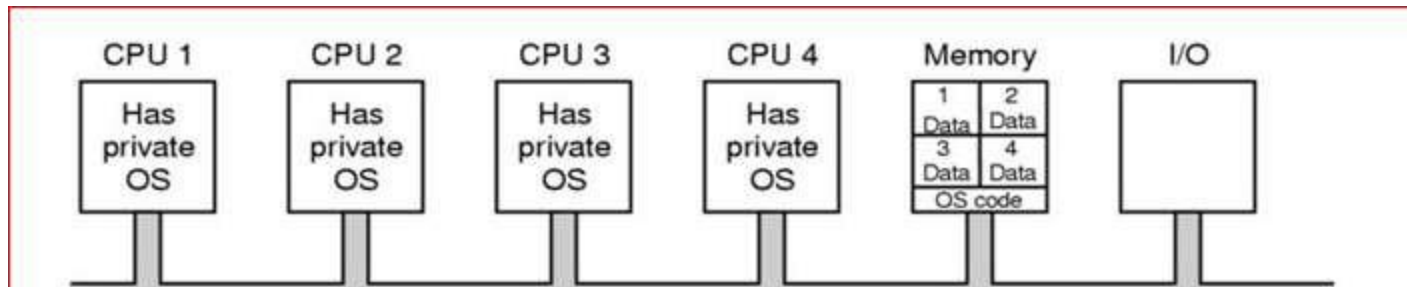 CPU 1 CPU 2 CPU 3 CPU 4 Memory I/O
Has private OS
Has private OS
Has private OS
Has private OS
1 Data
2 Data
3 Data
4 Data
OS code